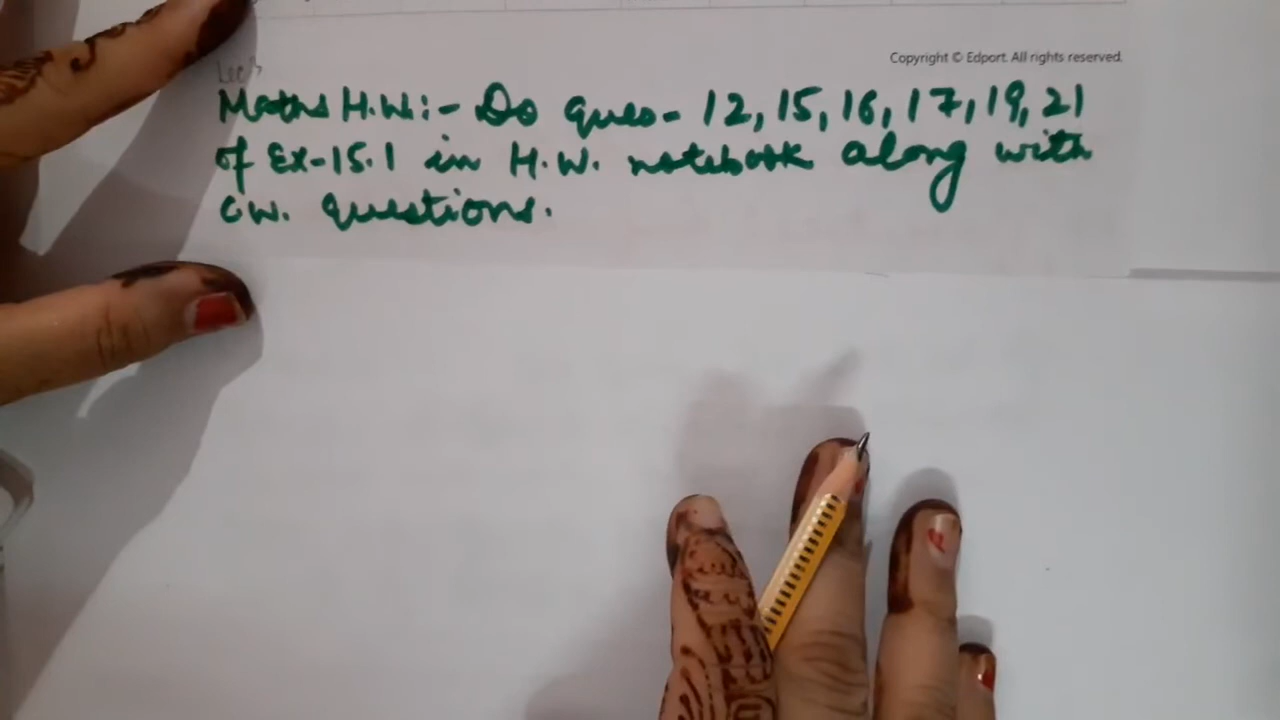 Copyright © Edport. All rights reserved.
Maths H.W:- Do ques- 12, 15, 16, 17, 19, 21
of Ex-15.1 in H.W. notebook along with
CW. questions.